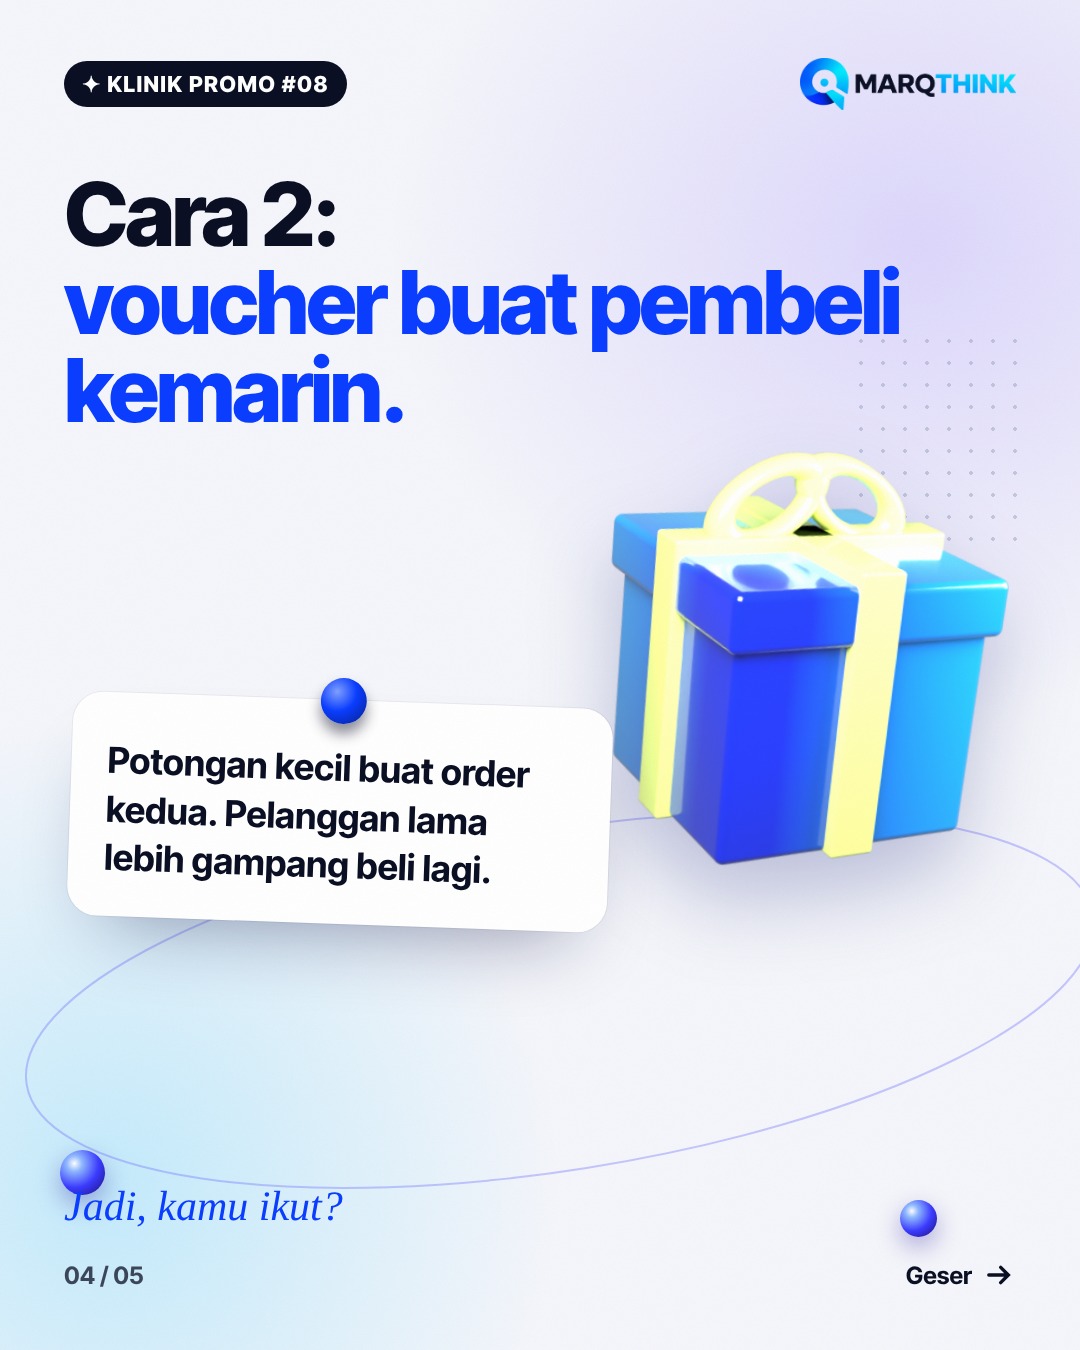 ✦ KLINIK PROMO #08
MARQTHINK
Cara 2:
voucher buat pembeli
kemarin.
Potongan kecil buat order
kedua. Pelanggan lama
lebih gampang beli lagi.
Jadi, kamu ikut?
04 / 05
Geser →